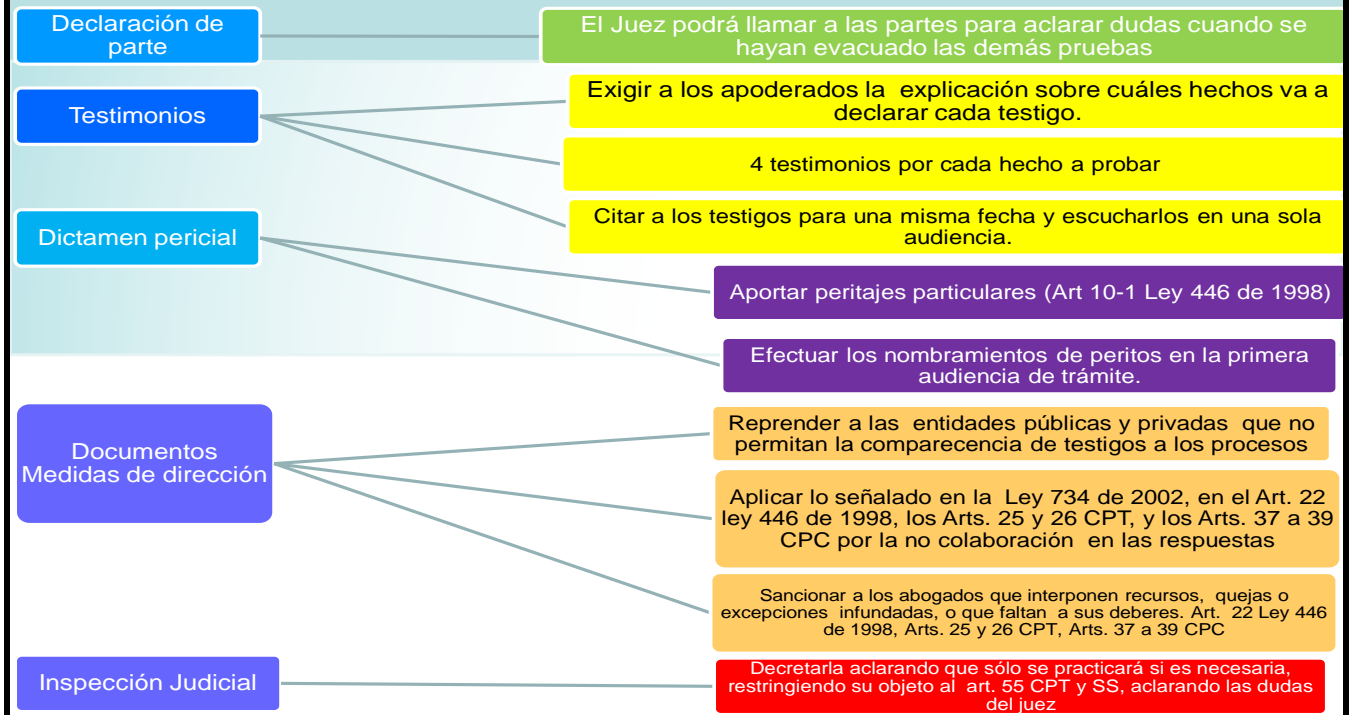 Declaración de
parte
El Juez podrá llamar a las partes para aclarar dudas cuando se
hayan evacuado las demás pruebas
Testimonios
Exigir a los apoderados la explicación sobre cuáles hechos va a
declarar cada testigo.
4 testimonios por cada hecho a probar
Citar a los testigos para una misma fecha y escucharlos en una sola
audiencia.
Dictamen pericial
Aportar peritajes particulares (Art 10-1 Ley 446 de 1998)
Efectuar los nombramientos de peritos en la primera
audiencia de trámite.
Documentos
Medidas de dirección
Reprender a las entidades públicas y privadas que no
permitan la comparecencia de testigos a los procesos
Aplicar lo señalado en la Ley 734 de 2002, en el Art. 22
ley 446 de 1998, los Arts. 25 y 26 CPT, y los Arts. 37 a 39
CPC por la no colaboración en las respuestas
Sancionar a los abogados que interponen recursos, quejas o
excepciones infundadas, o que faltan a sus deberes. Art. 22 Ley 446
de 1998, Arts. 25 y 26 CPT, Arts. 37 a 39 CPC
Inspección Judicial
Decretarla aclarando que sólo se practicará si es necesaria,
restringiendo su objeto al art. 55 CPT y SS, aclarando las dudas
del juez